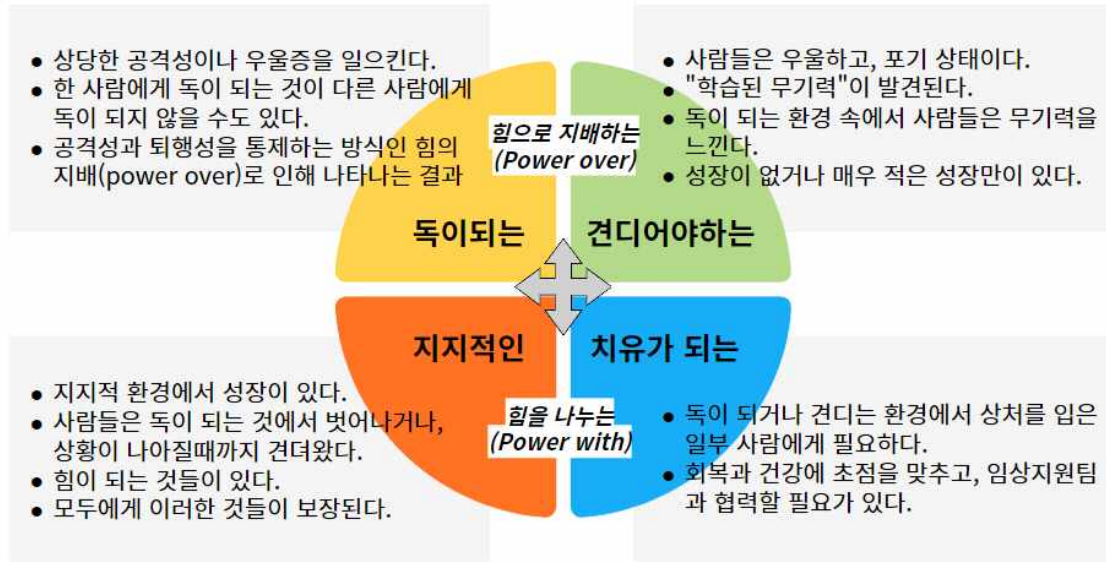 ● 상당한 공격성이나 우울증을 일으킨다.
● 한 사람에게 독이 되는 것이 다른 사람에게
독이 되지 않을 수도 있다.
● 공격성과 퇴행성을 통제하는 방식인 힘의
지배(power over)로 인해 나타나는 결과
● 사람들은 우울하고, 포기 상태이다.
● "학습된 무기력"이 발견된다.
● 독이 되는 환경 속에서 사람들은 무기력을
느낀다.
● 성장이 없거나 매우 적은 성장만이 있다.
힘으로 지배하는
(Power over)
독이되는
견디어야하는
지지적인
치유가 되는
힘을 나누는
(Power with)
● 지지적 환경에서 성장이 있다.
● 사람들은 독이 되는 것에서 벗어나거나,
상황이 나아질때까지 견뎌왔다.
● 힘이 되는 것들이 있다.
● 모두에게 이러한 것들이 보장된다.
● 독이 되거나 견디는 환경에서 상처를 입은
일부 사람에게 필요하다.
● 회복과 건강에 초점을 맞추고, 임상지원팀
과 협력할 필요가 있다.